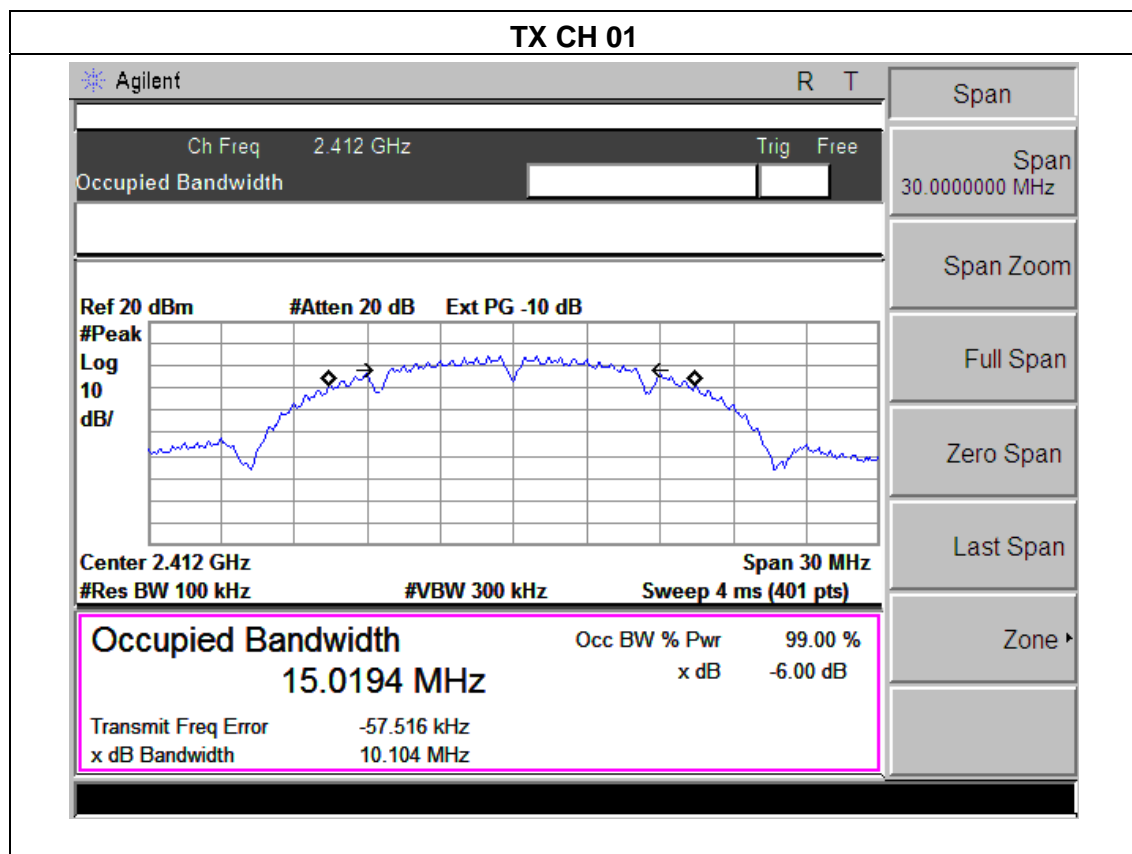 TX CH 01
Agilent R T
Ch Freq 2.412 GHz Trig Free
Occupied Bandwidth
Ref 20 dBm #Atten 20 dB Ext PG -10 dB
#Peak
Log
10
dB/
Center 2.412 GHz Span 30 MHz
#Res BW 100 kHz #VBW 300 kHz Sweep 4 ms (401 pts)
Occupied Bandwidth Occ BW % Pwr 99.00 %
15.0194 MHz x dB -6.00 dB
Transmit Freq Error -57.516 kHz
x dB Bandwidth 10.104 MHz
Span
Span
30.0000000 MHz
Span Zoom
Full Span
Zero Span
Last Span
Zone